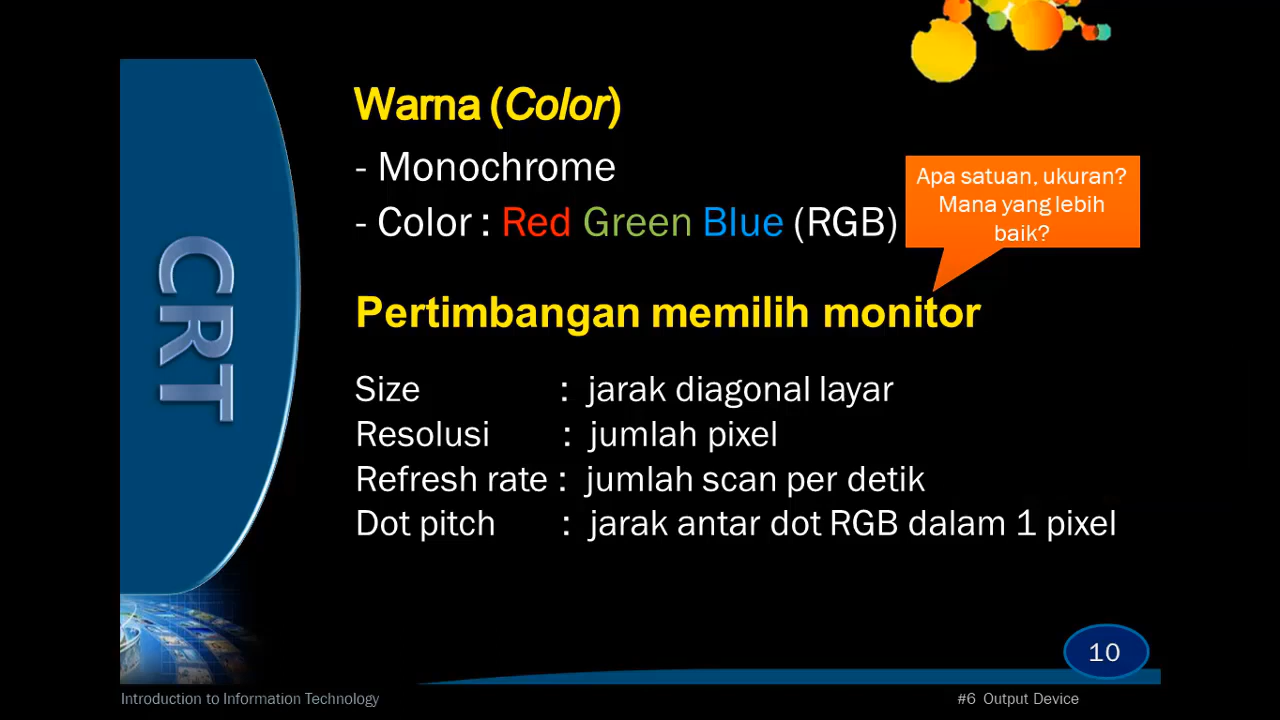 Warna (Color)
- Monochrome
- Color : Red Green Blue (RGB)
Apa satuan, ukuran?
Mana yang lebih
baik?
Pertimbangan memilih monitor
Size : jarak diagonal layar
Resolusi : jumlah pixel
Refresh rate : jumlah scan per detik
Dot pitch : jarak antar dot RGB dalam 1 pixel
CRT
10
Introduction to Information Technology
#6 Output Device